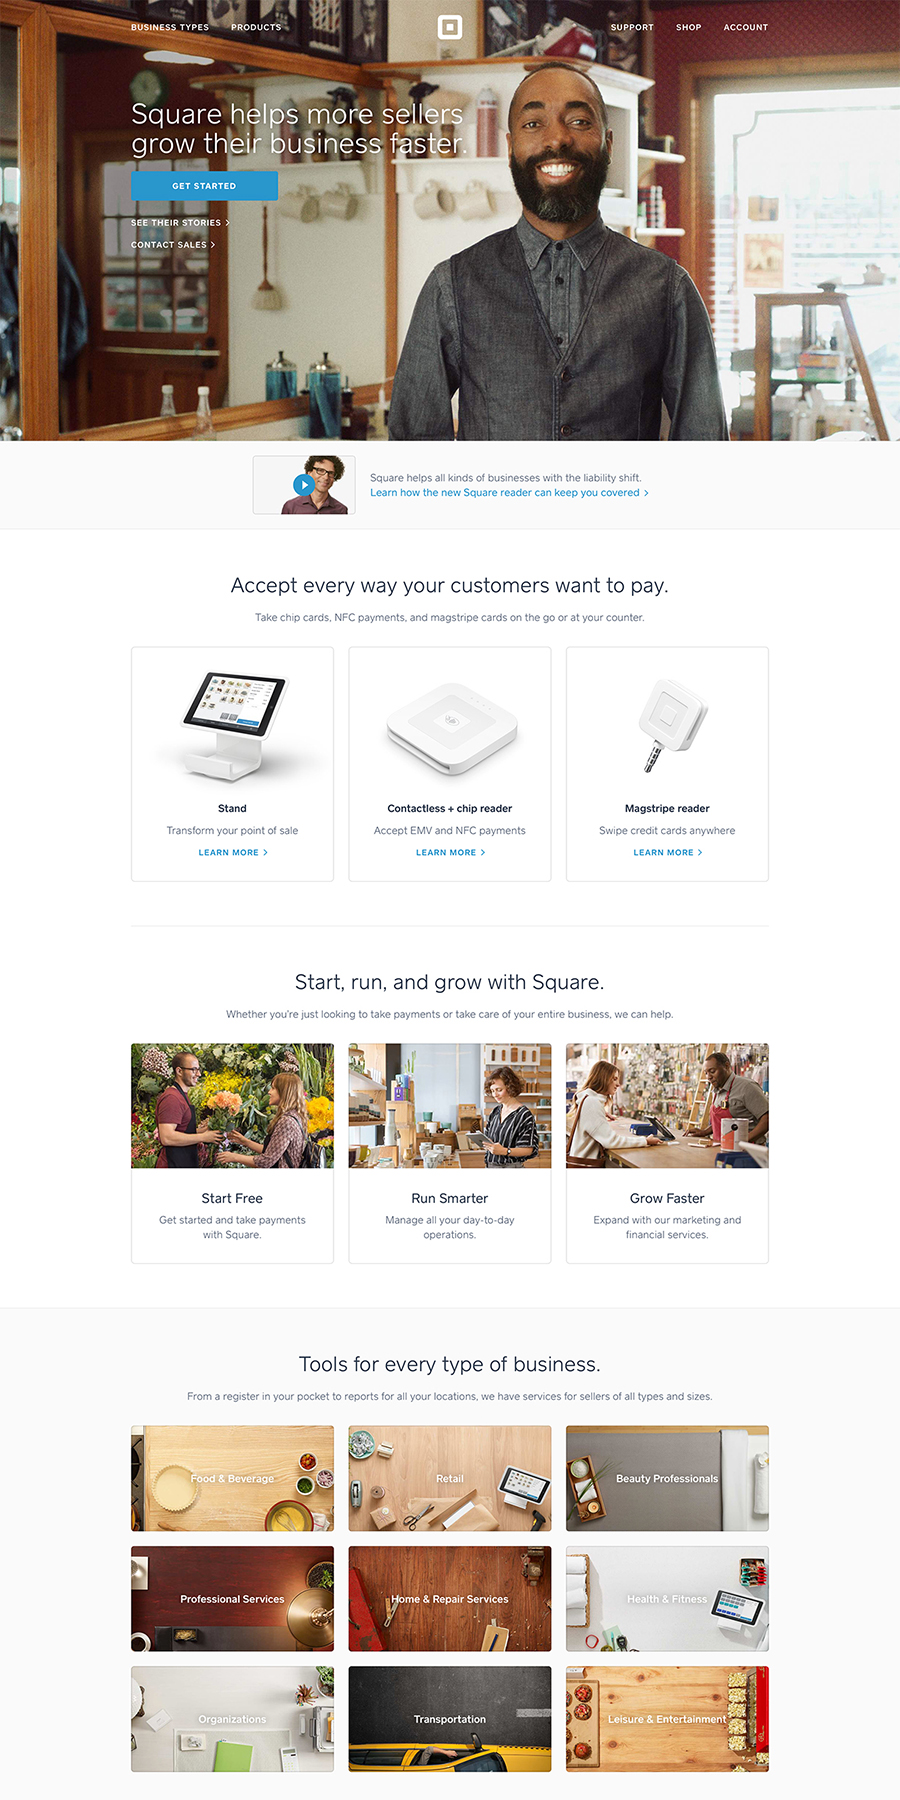 BUSINESS TYPES PRODUCTS SUPPORT SHOP ACCOUNT
Square helps more sellers
grow their business faster.
GET STARTED
SEE THEIR STORIES >
CONTACT SALES >
Square helps all kinds of businesses with the liability shift.
Learn how the new Square reader can keep you covered >
Accept every way your customers want to pay.
Take chip cards, NFC payments, and magstripe cards on the go or at your counter.
Stand
Transform your point of sale
LEARN MORE >
Contactless + chip reader
Accept EMV and NFC payments
LEARN MORE >
Magstripe reader
Swipe credit cards anywhere
LEARN MORE >
Start, run, and grow with Square.
Whether you're just looking to take payments or take care of your entire business, we can help.
Start Free
Get started and take payments
with Square.
Run Smarter
Manage all your day-to-day
operations.
Grow Faster
Expand with our marketing and
financial services.
Tools for every type of business.
From a register in your pocket to reports for all your locations, we have services for sellers of all types and sizes.
Food & Beverage
Retail
Beauty Professionals
Professional Services
Home & Repair Services
Health & Fitness
Organizations
Transportation
Leisure & Entertainment